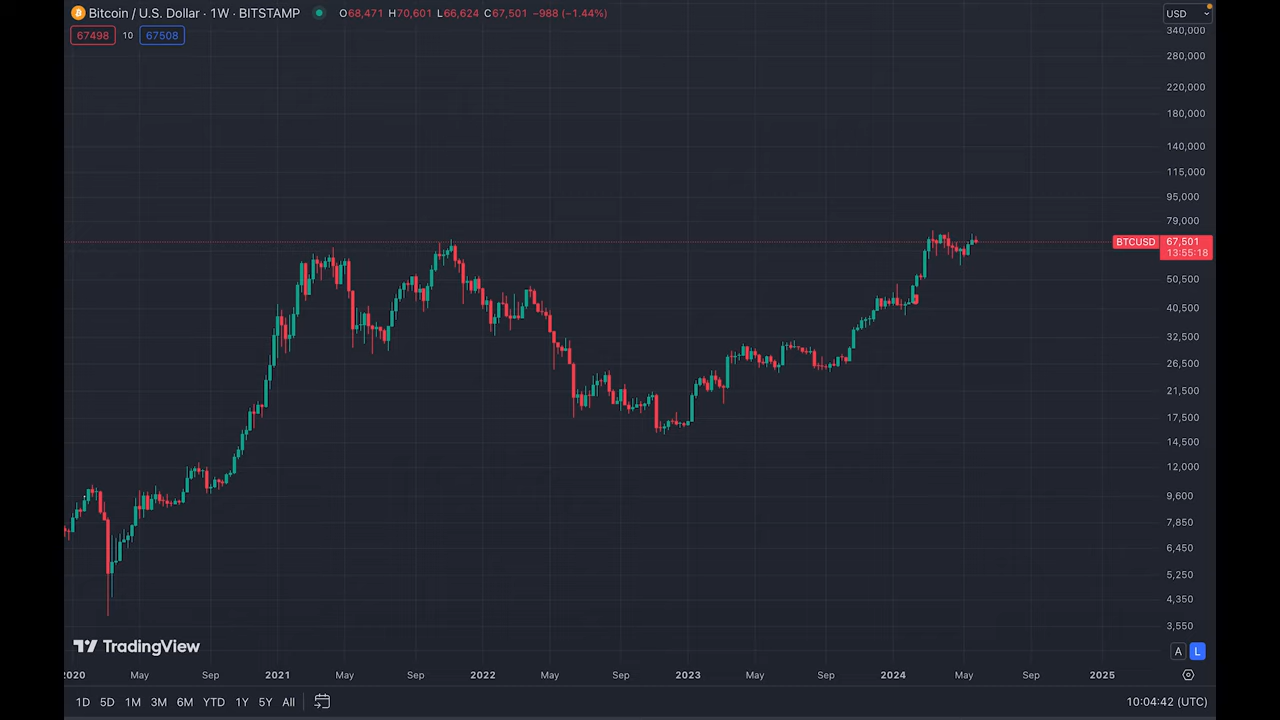 Bitcoin / U.S. Dollar · 1W · BITSTAMP O68,471 H70,601 L66,624 C67,501 −988 (−1.44%)
USD
67498 10 67508
340,000
280,000
220,000
180,000
140,000
115,000
95,000
79,000
BTCUSD 67,501
13:55:18
50,500
40,500
32,500
26,500
21,500
17,500
14,500
12,000
9,600
7,850
6,450
5,250
4,350
3,550
TradingView
A L
2020 May Sep 2021 May Sep 2022 May Sep 2023 May Sep 2024 May Sep 2025
1D 5D 1M 3M 6M YTD 1Y 5Y All 10:04:42 (UTC)